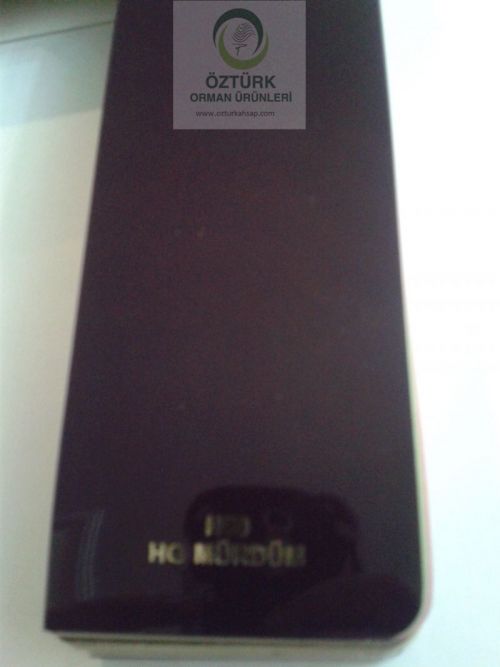 ÖZTÜRK
ORMAN ÜRÜNLERİ
www.ozturkahsap.com
HG MÜRDÜM